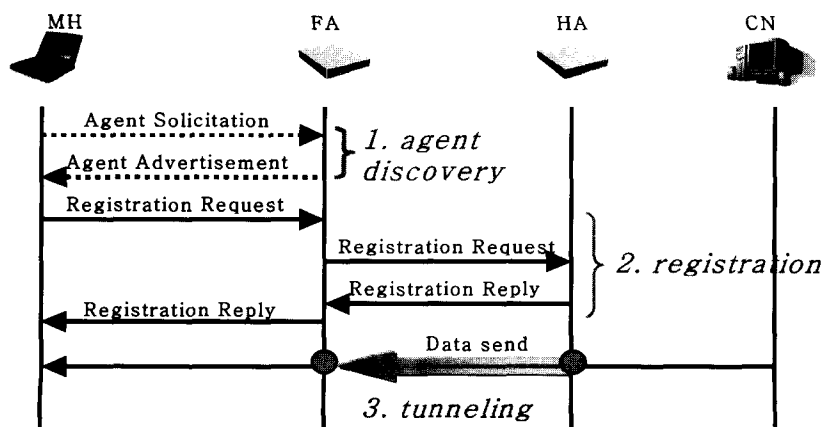 MH
FA
HA
CN
Agent Solicitation
1. agent
discovery
Agent Advertisement
Registration Request
Registration Request
2. registration
Registration Reply
Registration Reply
Data send
3. tunneling